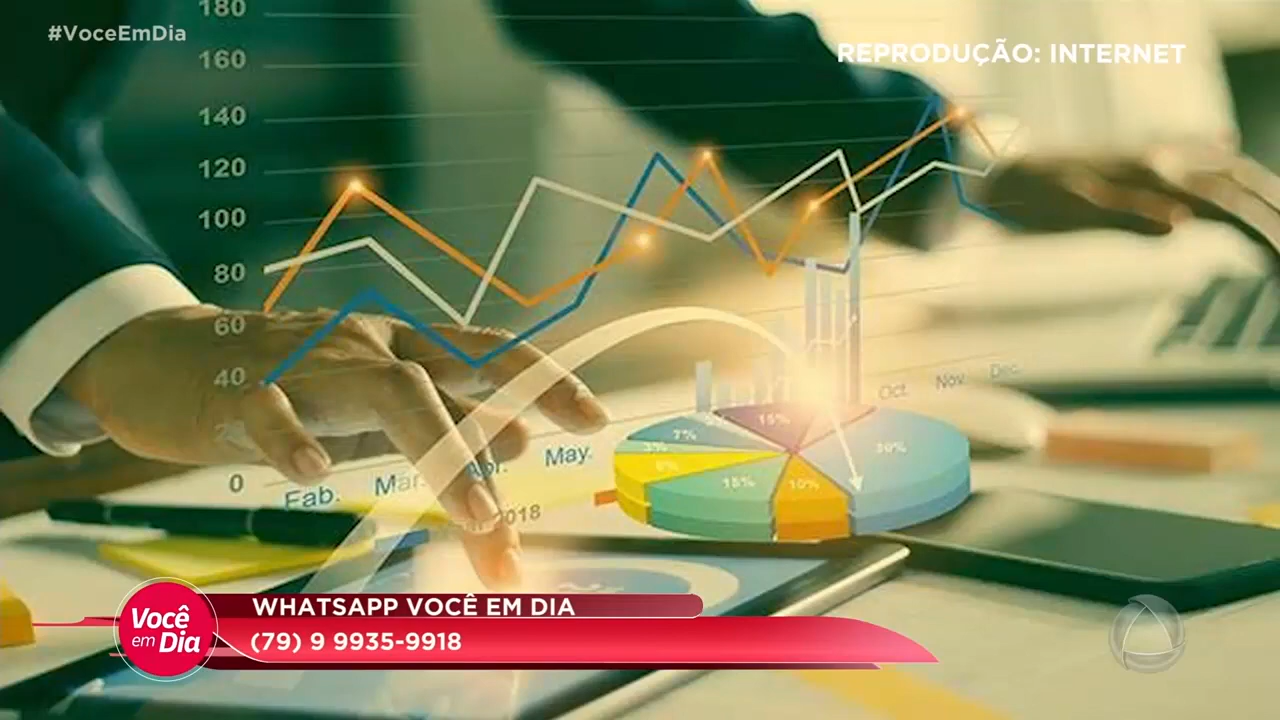 #VoceEmDia
REPRODUÇÃO: INTERNET
180
160
140
120
100
80
60
40
0
Fab.
Mar.
Apr.
May.
2018
Oct.
Nov.
Dec.
15%
7%
3%
30%
15%
10%
Você
em Dia
WHATSAPP VOCÊ EM DIA
(79) 9 9935-9918